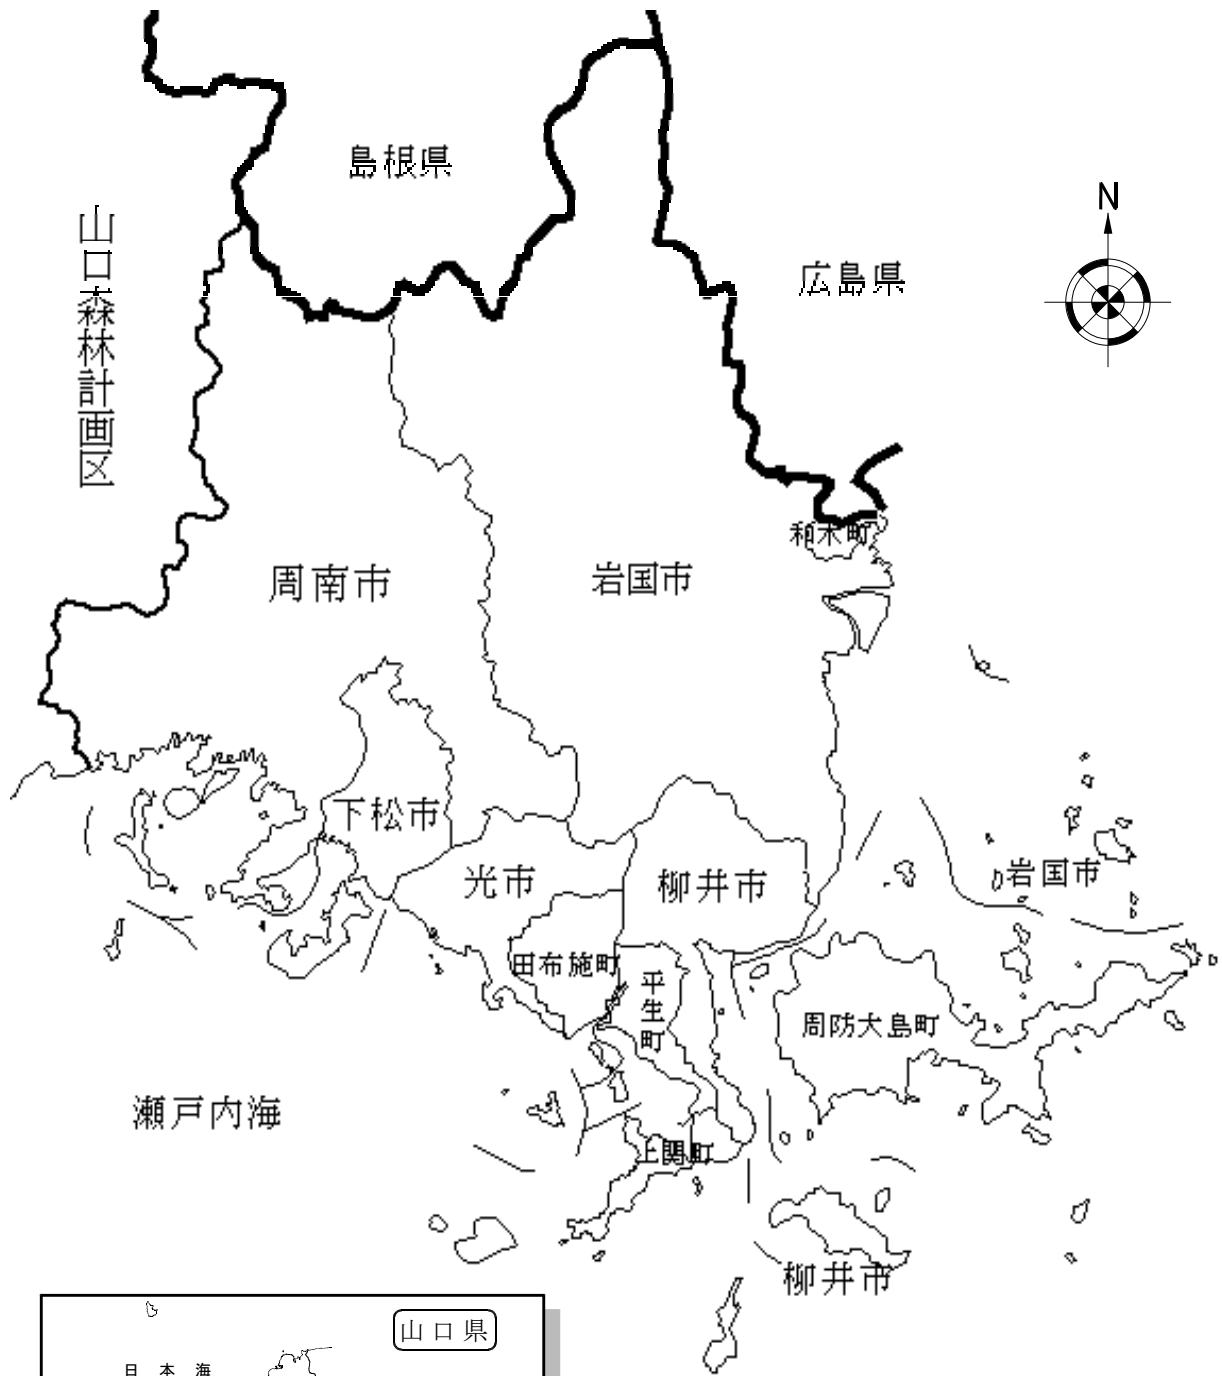 島根県
N
山口森林計画区
広島県
和木町
周南市
岩国市
下松市
光市
柳井市
岩国市
田布施町
平生町
周防大島町
瀬戸内海
上関町
柳井市
山口県
日本海